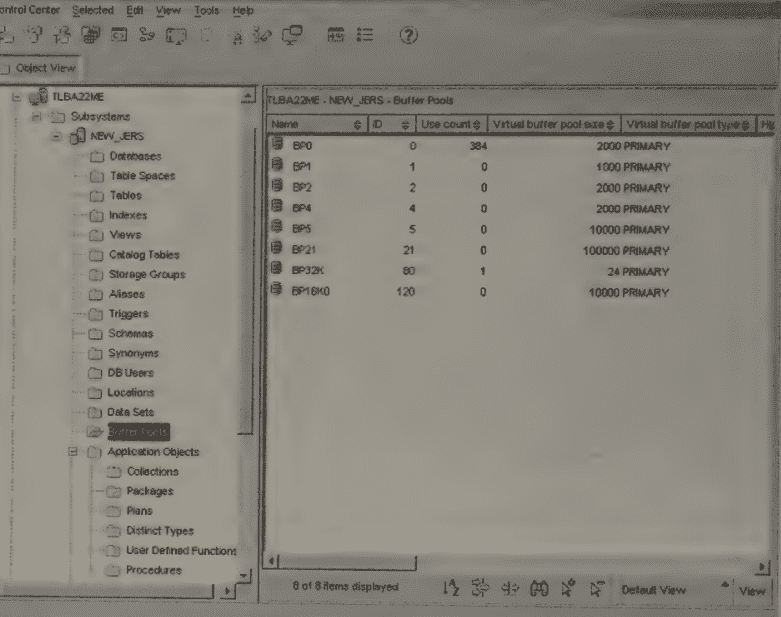 ontrol Center Selected Edit View Tools Help
Object View
TLBA22ME
Subsystems
NEW_JERS
Databases
Table Spaces
Tables
Indexes
Views
Catalog Tables
Storage Groups
Aliases
Triggers
Schemas
Synonyms
DB Users
Locations
Data Sets
Buffer Pools
Application Objects
Collections
Packages
Plans
Distinct Types
User Defined Functions
Procedures
TLBA22ME - NEW_JERS - Buffer Pools
Name ID Use count Virtual buffer pool size Virtual buffer pool type
BP0 0 384 2000 PRIMARY
BP1 1 0 1000 PRIMARY
BP2 2 0 2000 PRIMARY
BP4 4 0 2000 PRIMARY
BP5 5 0 10000 PRIMARY
BP21 21 0 100000 PRIMARY
BP32K 80 1 24 PRIMARY
BP16K0 120 0 10000 PRIMARY
8 of 8 items displayed Default View View